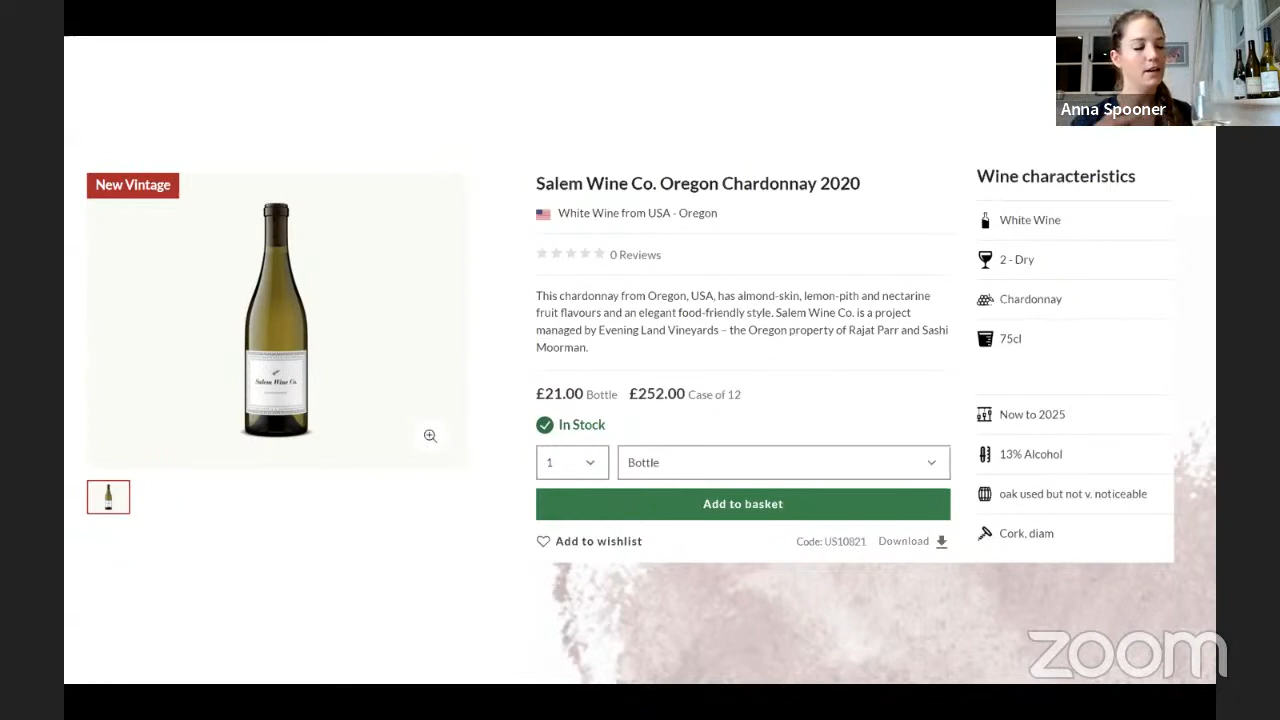 Anna Spooner
New Vintage
Salem Wine Co.
Salem Wine Co. Oregon Chardonnay 2020
White Wine from USA - Oregon
0 Reviews
This chardonnay from Oregon, USA, has almond-skin, lemon-pith and nectarine
fruit flavours and an elegant food-friendly style. Salem Wine Co. is a project
managed by Evening Land Vineyards – the Oregon property of Rajat Parr and Sashi
Moorman.
£21.00 Bottle £252.00 Case of 12
In Stock
1 Bottle
Add to basket
Add to wishlist Code: US10821 Download
Wine characteristics
White Wine
2 - Dry
Chardonnay
75cl
Now to 2025
13% Alcohol
oak used but not v. noticeable
Cork, diam
zoom